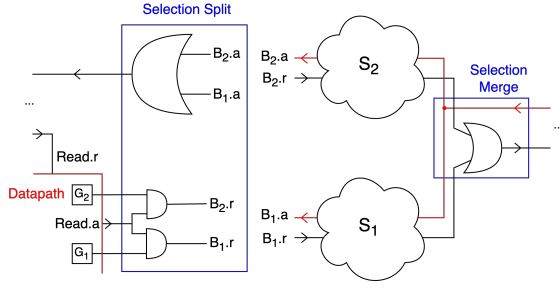 Selection Split
B2.a
B1.a
...
Read.r
Datapath
G2
Read.a
G1
B2.r
B1.r
B2.a
B2.r
S2
Selection
Merge
..
B1.a
B1.r
S1